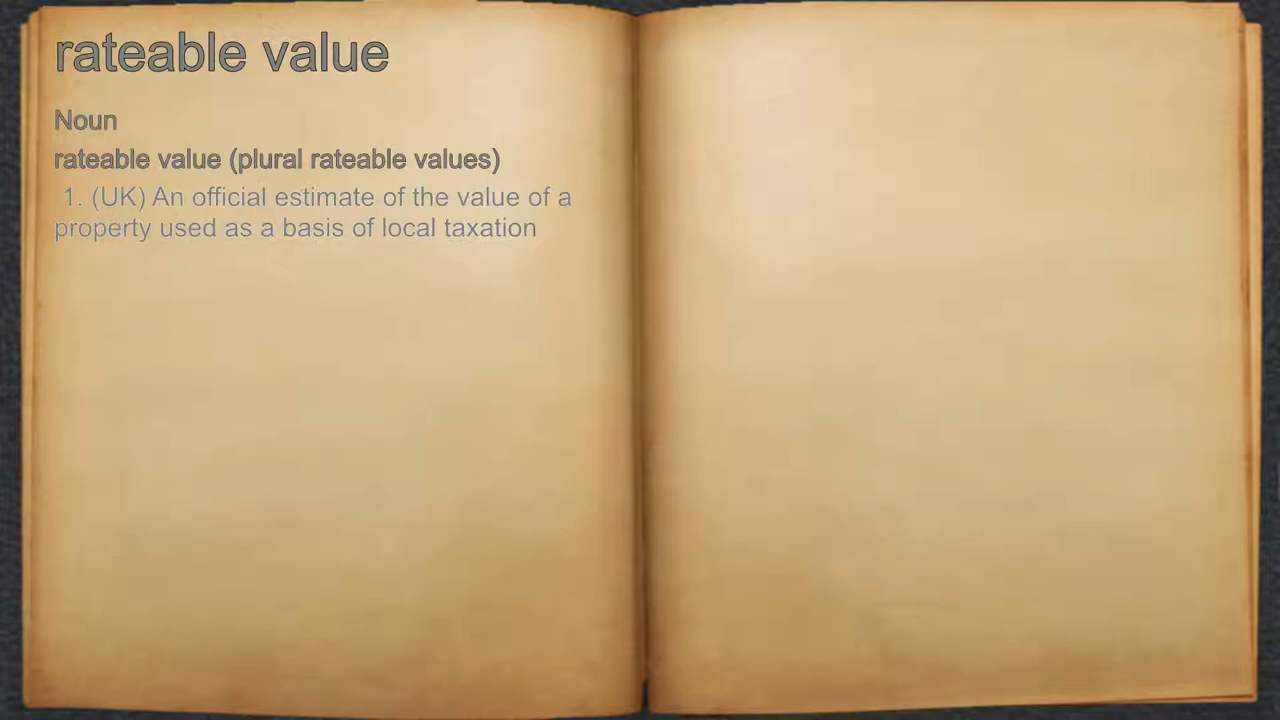 rateable value
Noun
rateable value (plural rateable values)
1. (UK) An official estimate of the value of a
property used as a basis of local taxation